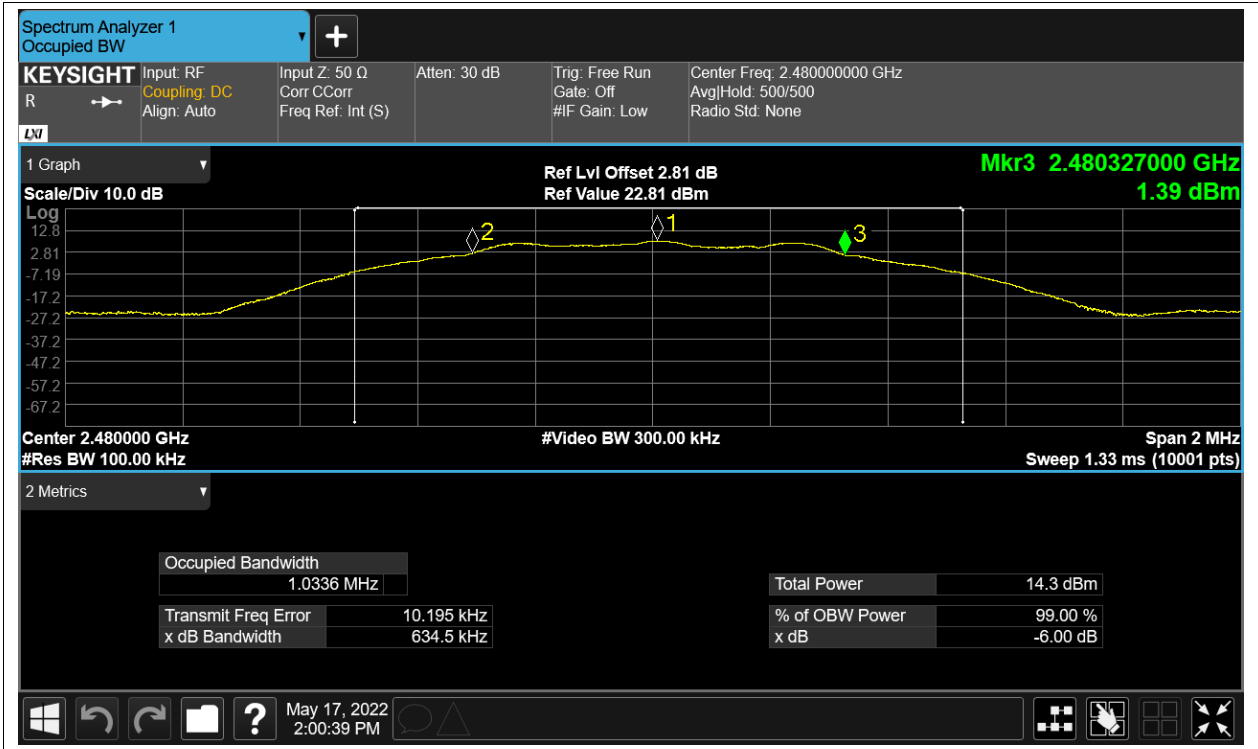 Spectrum Analyzer 1
Occupied BW
KEYSIGHT
R
LXI
Input: RF
Coupling: DC
Align: Auto
Input Z: 50 Ω
Corr CCorr
Freq Ref: Int (S)
Atten: 30 dB
Trig: Free Run
Gate: Off
#IF Gain: Low
Center Freq: 2.480000000 GHz
Avg|Hold: 500/500
Radio Std: None
1 Graph
Scale/Div 10.0 dB
Ref Lvl Offset 2.81 dB
Ref Value 22.81 dBm
Mkr3 2.480327000 GHz
1.39 dBm
Log
12.8
2.81
-7.19
-17.2
-27.2
-37.2
-47.2
-57.2
-67.2
2
1
3
Center 2.480000 GHz
#Video BW 300.00 kHz
Span 2 MHz
#Res BW 100.00 kHz
Sweep 1.33 ms (10001 pts)
2 Metrics
Occupied Bandwidth
1.0336 MHz
Transmit Freq Error 10.195 kHz
x dB Bandwidth 634.5 kHz
Total Power 14.3 dBm
% of OBW Power 99.00 %
x dB -6.00 dB
?
May 17, 2022
2:00:39 PM